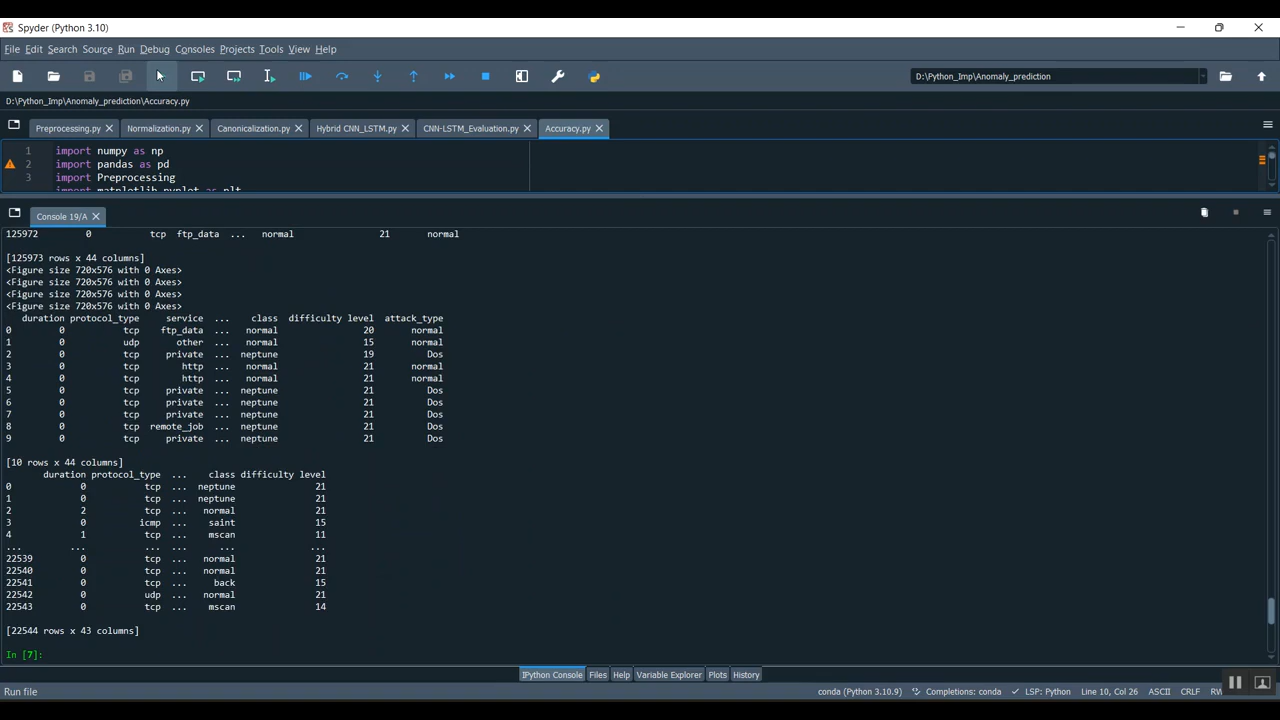 Spyder (Python 3.10)
File Edit Search Source Run Debug Consoles Projects Tools View Help
D:\Python_Imp\Anomaly_prediction
D:\Python_Imp\Anomaly_prediction\Accuracy.py
Preprocessing.py Normalization.py Canonicalization.py Hybrid CNN_LSTM.py CNN-LSTM_Evaluation.py Accuracy.py
1 import numpy as np
2 import pandas as pd
3 import Preprocessing
import matplotlib.pyplot as plt
Console 19/A
125972 0 tcp ftp_data ... normal 21 normal
[125973 rows x 44 columns]
<Figure size 720x576 with 0 Axes>
<Figure size 720x576 with 0 Axes>
<Figure size 720x576 with 0 Axes>
<Figure size 720x576 with 0 Axes>
duration protocol_type service ... class difficulty level attack_type
0 0 tcp ftp_data ... normal 20 normal
1 0 udp other ... normal 15 normal
2 0 tcp private ... neptune 19 Dos
3 0 tcp http ... normal 21 normal
4 0 tcp http ... normal 21 normal
5 0 tcp private ... neptune 21 Dos
6 0 tcp private ... neptune 21 Dos
7 0 tcp private ... neptune 21 Dos
8 0 tcp remote_job ... neptune 21 Dos
9 0 tcp private ... neptune 21 Dos
[10 rows x 44 columns]
duration protocol_type ... class difficulty level
0 0 tcp ... neptune 21
1 0 tcp ... neptune 21
2 2 tcp ... normal 21
3 0 icmp ... saint 15
4 1 tcp ... mscan 11
... ... ... ... ... ...
22539 0 tcp ... normal 21
22540 0 tcp ... normal 21
22541 0 tcp ... back 15
22542 0 udp ... normal 21
22543 0 tcp ... mscan 14
[22544 rows x 43 columns]
In [7]:
IPython Console Files Help Variable Explorer Plots History
Run file conda (Python 3.10.9) Completions: conda LSP: Python Line 10, Col 26 ASCII CRLF RW